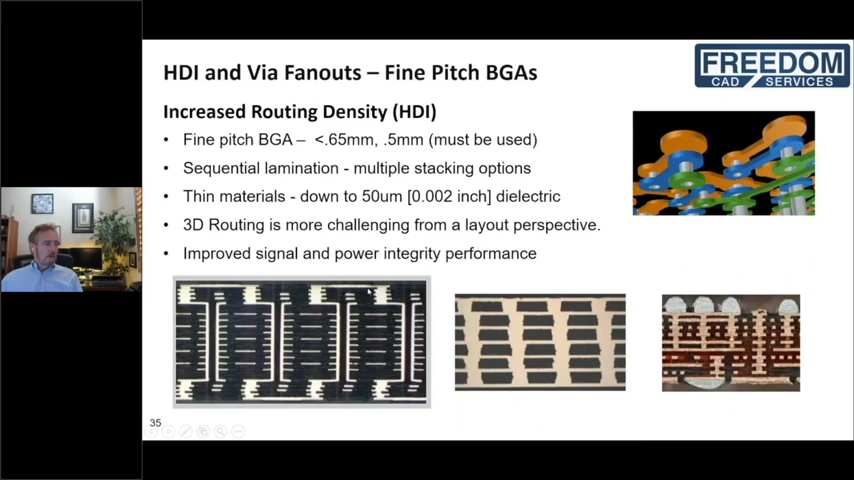 HDI and Via Fanouts – Fine Pitch BGAs
FREEDOM
CAD SERVICES
Increased Routing Density (HDI)
• Fine pitch BGA – <.65mm, .5mm (must be used)
• Sequential lamination - multiple stacking options
• Thin materials - down to 50um [0.002 inch] dielectric
• 3D Routing is more challenging from a layout perspective.
• Improved signal and power integrity performance
35